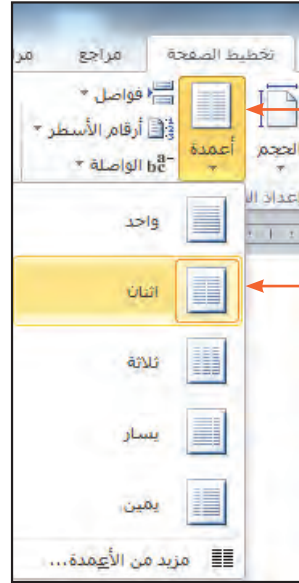 تخطيط الصفحة مراجع
فواصل
أرقام الأسطر
الواصلة
الحجم
أعمدة
واحد
اثنان
ثلاثة
يسار
يمين
مزيد من الأعمدة...